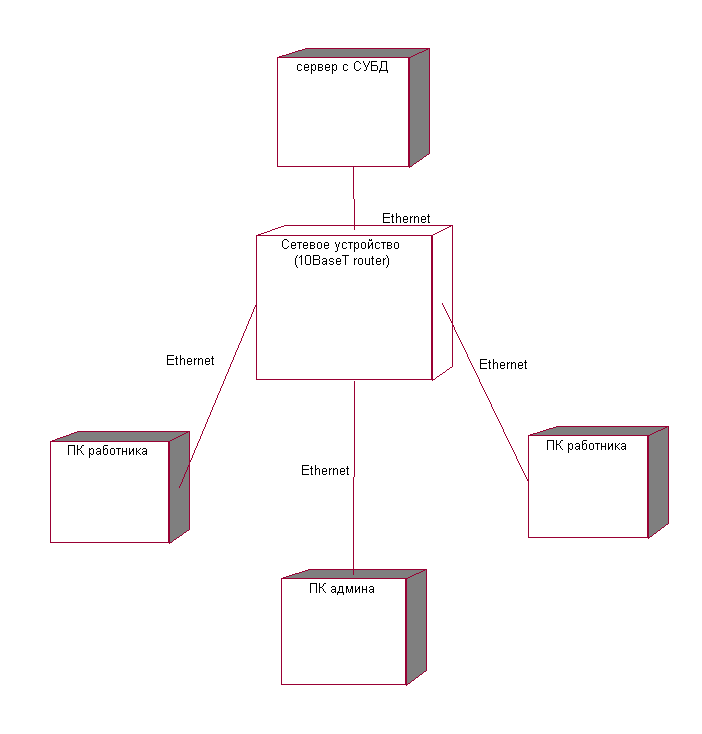 сервер с СУБД
Ethernet
Сетевое устройство
(10BaseT router)
Ethernet
Ethernet
ПК работника
ПК работника
Ethernet
ПК админа